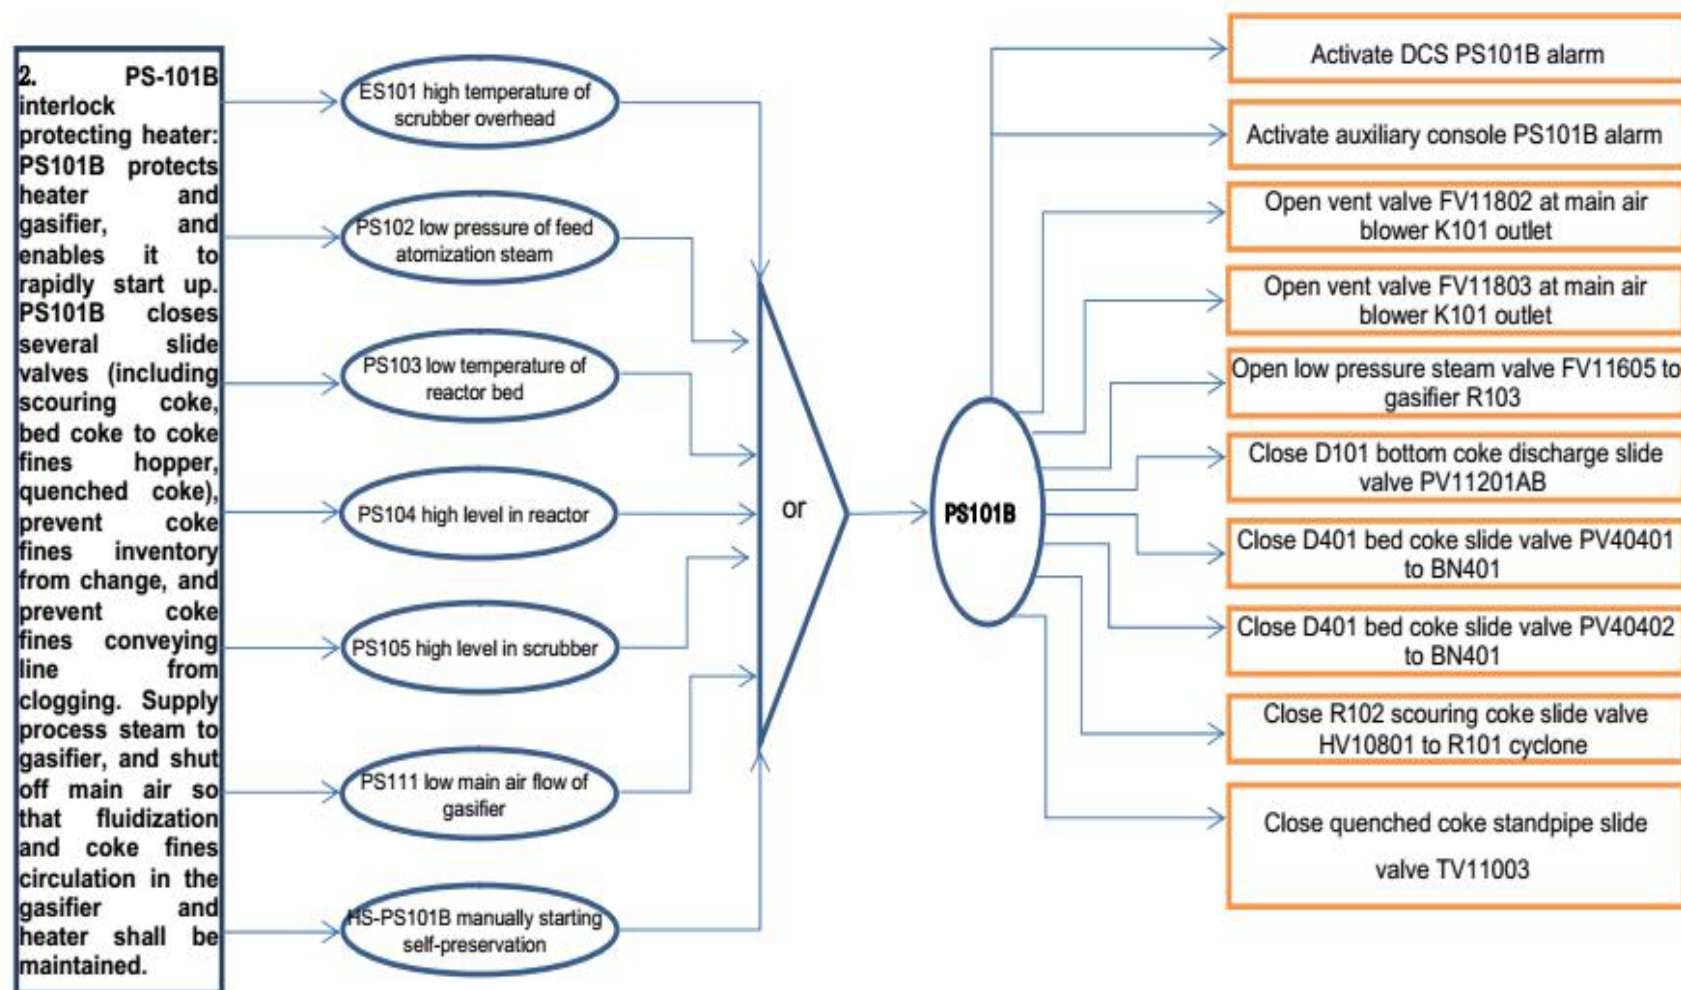 2. PS-101B
interlock
protecting heater:
PS101B protects
heater and
gasifier, and
enables it to
rapidly start up.
PS101B closes
several slide
valves (including
scouring coke,
bed coke to coke
fines hopper,
quenched coke),
prevent coke
fines inventory
from change, and
prevent coke
fines conveying
line from
clogging. Supply
process steam to
gasifier, and shut
off main air so
that fluidization
and coke fines
circulation in the
gasifier and
heater shall be
maintained.
ES101 high temperature of
scrubber overhead
PS102 low pressure of feed
atomization steam
PS103 low temperature of
reactor bed
PS104 high level in reactor
PS105 high level in scrubber
PS111 low main air flow of
gasifier
HS-PS101B manually starting
self-preservation
or
PS101B
Activate DCS PS101B alarm
Activate auxiliary console PS101B alarm
Open vent valve FV11802 at main air
blower K101 outlet
Open vent valve FV11803 at main air
blower K101 outlet
Open low pressure steam valve FV11605 to
gasifier R103
Close D101 bottom coke discharge slide
valve PV11201AB
Close D401 bed coke slide valve PV40401
to BN401
Close D401 bed coke slide valve PV40402
to BN401
Close R102 scouring coke slide valve
HV10801 to R101 cyclone
Close quenched coke standpipe slide
valve TV11003